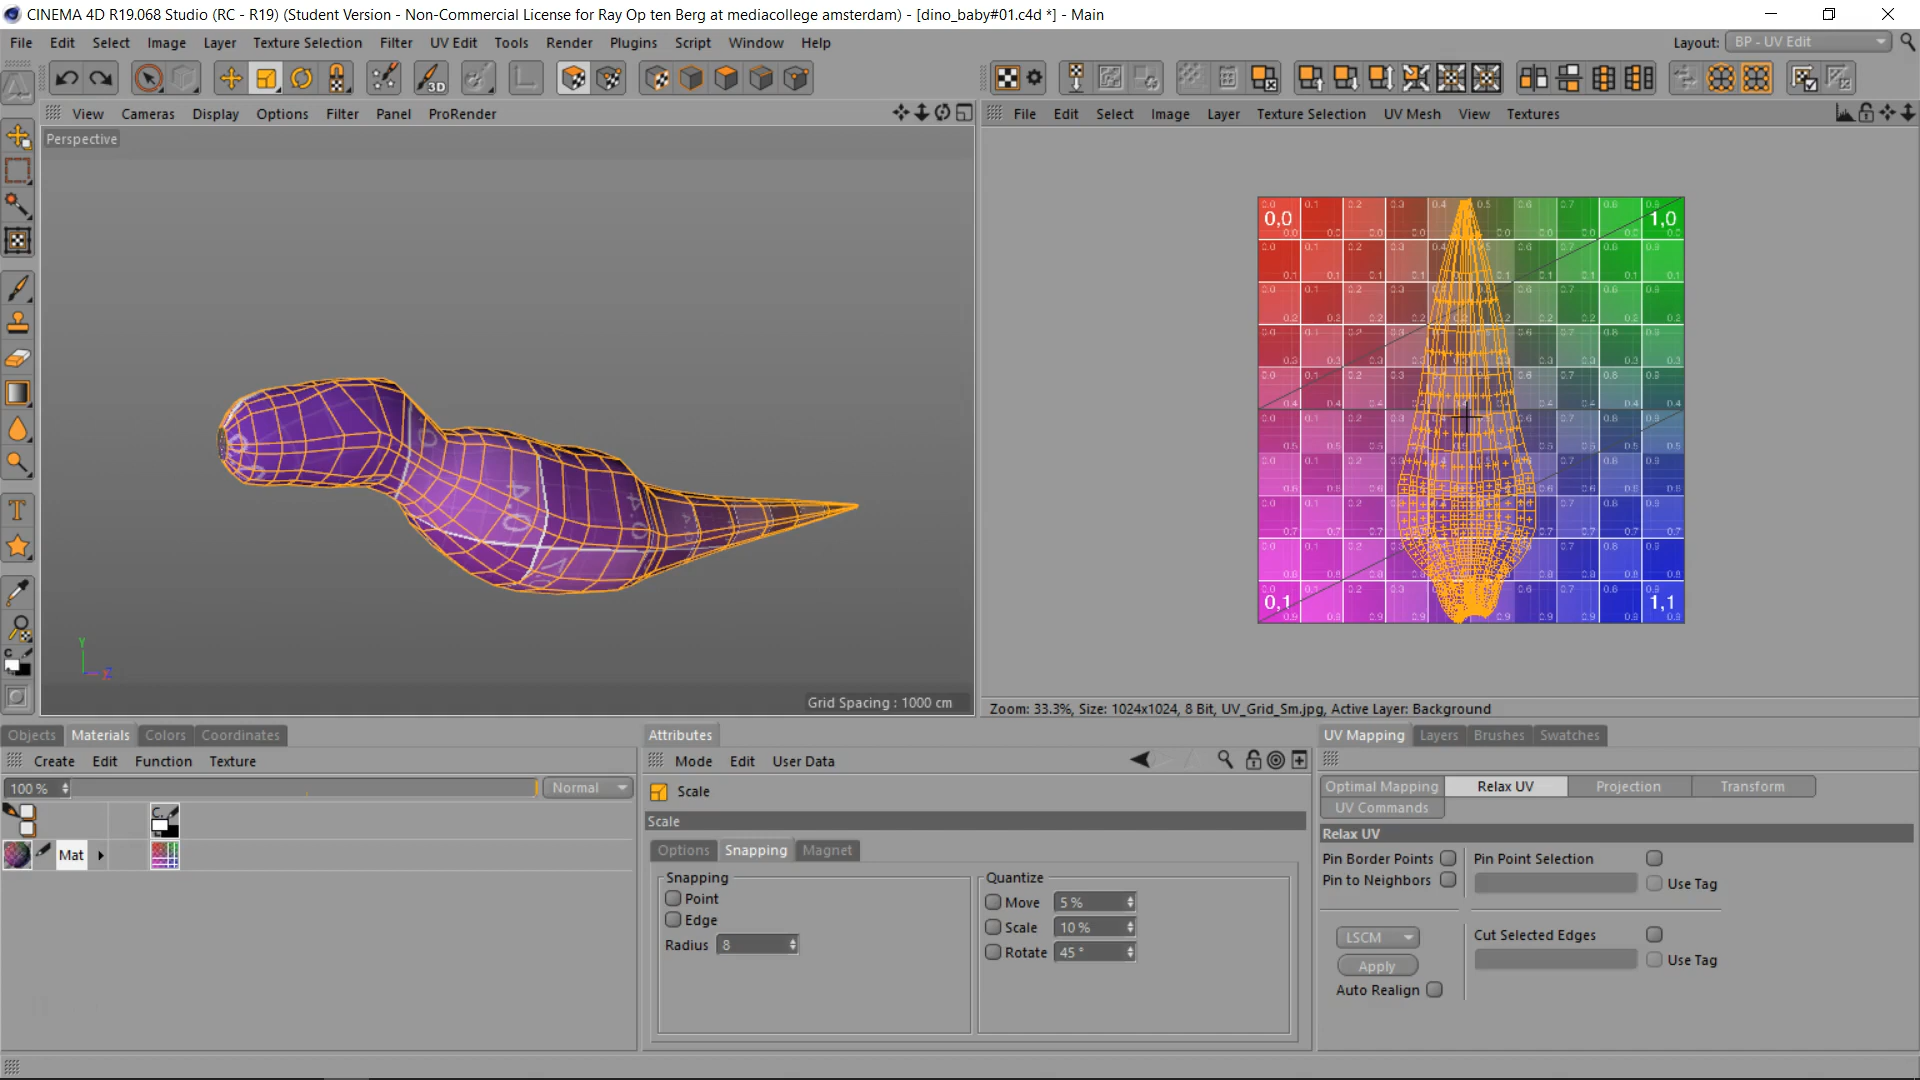 CINEMA 4D R19.068 Studio (RC - R19) (Student Version - Non-Commercial License for Ray Op ten Berg at mediacollege amsterdam) - [dino_baby#01.c4d *] - Main
File Edit Select Image Layer Texture Selection Filter UV Edit Tools Render Plugins Script Window Help
Layout: BP - UV Edit
3D
View Cameras Display Options Filter Panel ProRender
File Edit Select Image Layer Texture Selection UV Mesh View Textures
Perspective
0,0
1,0
0,1
1,1
Y
Z
Grid Spacing : 1000 cm
Zoom: 33.3%, Size: 1024x1024, 8 Bit, UV_Grid_Sm.jpg, Active Layer: Background
Objects Materials Colors Coordinates
Create Edit Function Texture
100 %
Normal
C.
Mat
Attributes
Mode Edit User Data
Scale
Scale
Options Snapping Magnet
Snapping
Point
Edge
Radius 8
Quantize
Move 5 %
Scale 10 %
Rotate 45 °
UV Mapping Layers Brushes Swatches
Optimal Mapping Relax UV Projection Transform
UV Commands
Relax UV
Pin Border Points
Pin Point Selection
Pin to Neighbors
Use Tag
LSCM
Cut Selected Edges
Apply
Use Tag
Auto Realign